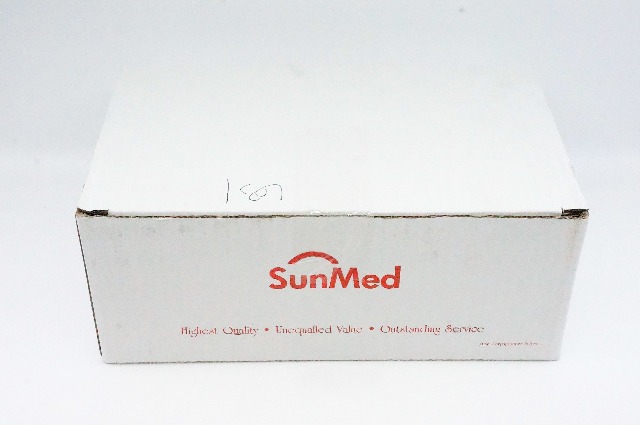 SunMed
Highest Quality • Unequalled Value • Outstanding Service